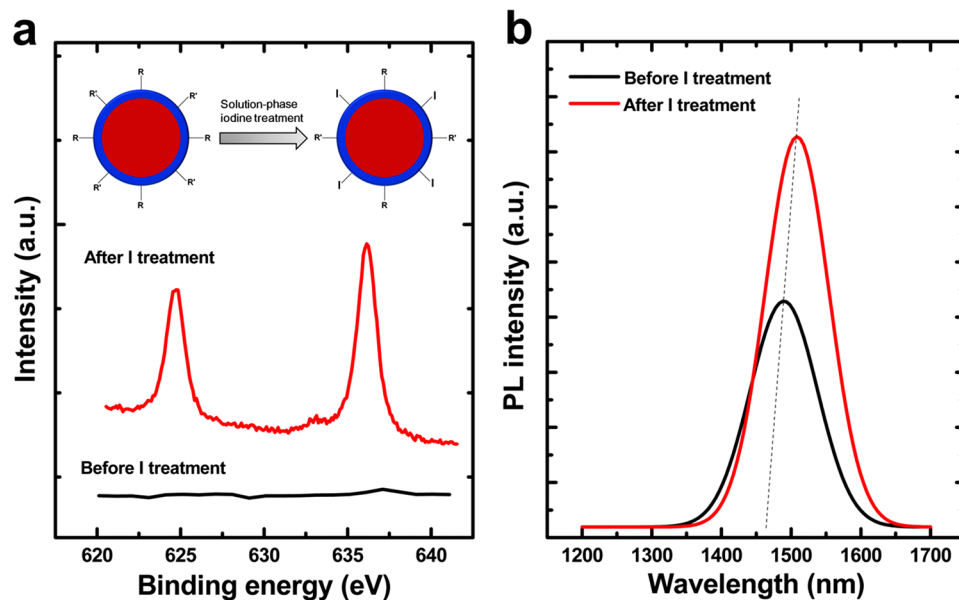 a
R
R'
R'
R
R
R'
R'
R
Solution-phase
iodine treatment
R
I
I
R'
R'
I
I
R
After I treatment
Before I treatment
Intensity (a.u.)
620 625 630 635 640
Binding energy (eV)
b
Before I treatment
After I treatment
PL intensity (a.u.)
1200 1300 1400 1500 1600 1700
Wavelength (nm)